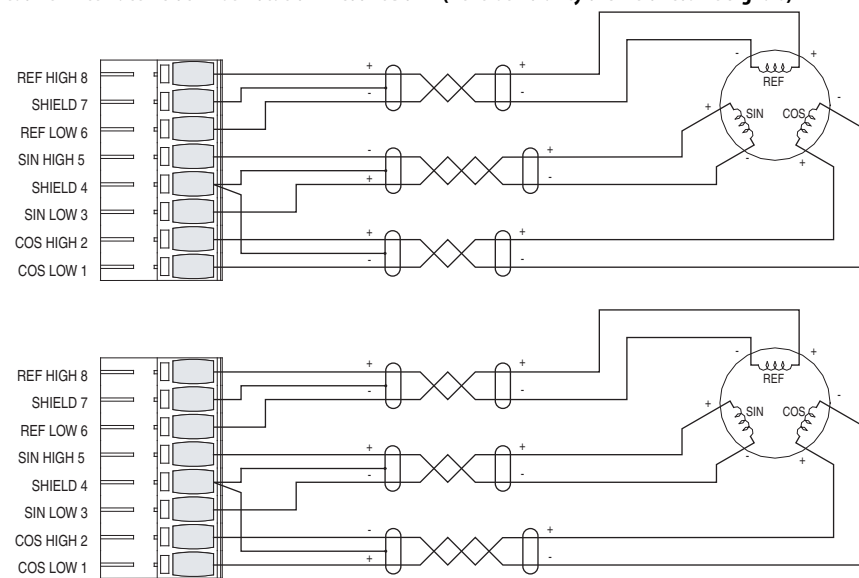 REF HIGH 8
SHIELD 7
REF LOW 6
SIN HIGH 5
SHIELD 4
SIN LOW 3
COS HIGH 2
COS LOW 1
+ +
- -
- +
+ -
+ +
- -
- +
REF
+ -
SIN COS
- +
REF HIGH 8
SHIELD 7
REF LOW 6
SIN HIGH 5
SHIELD 4
SIN LOW 3
COS HIGH 2
COS LOW 1
+ +
- -
+ +
- -
- +
+ -
- +
REF
+ -
SIN COS
- +